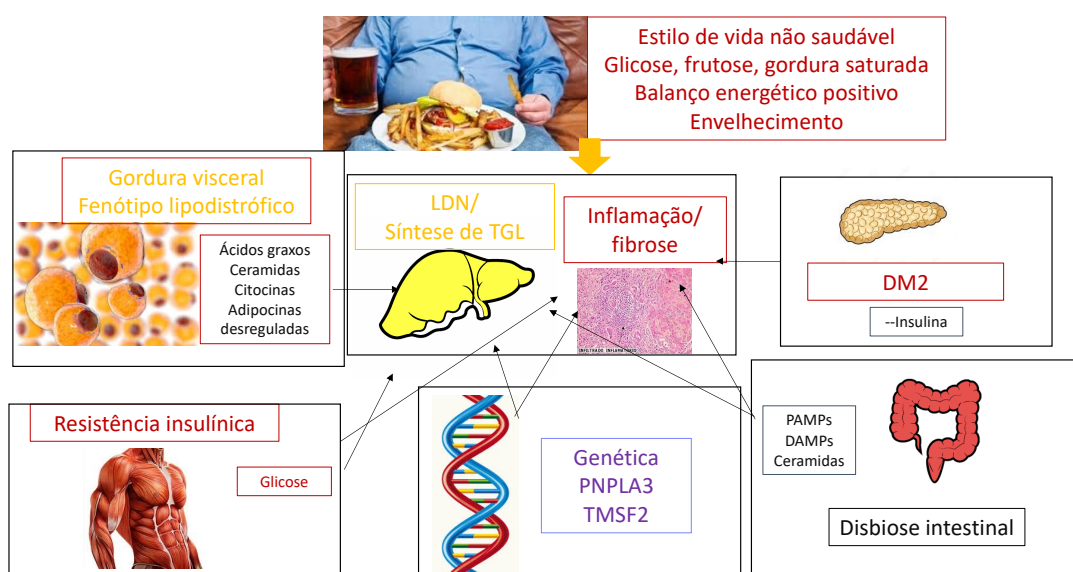 Estilo de vida não saudável
Glicose, frutose, gordura saturada
Balanço energético positivo
Envelhecimento
Gordura visceral
Fenótipo lipodistrófico
Ácidos graxos
Ceramidas
Citocinas
Adipocinas
desreguladas
LDN/
Síntese de TGL
Inflamação/
fibrose
INFILTRADO INFLAMATÓRIO
DM2
--Insulina
Resistência insulínica
Glicose
Genética
PNPLA3
TMSF2
PAMPs
DAMPs
Ceramidas
Disbiose intestinal